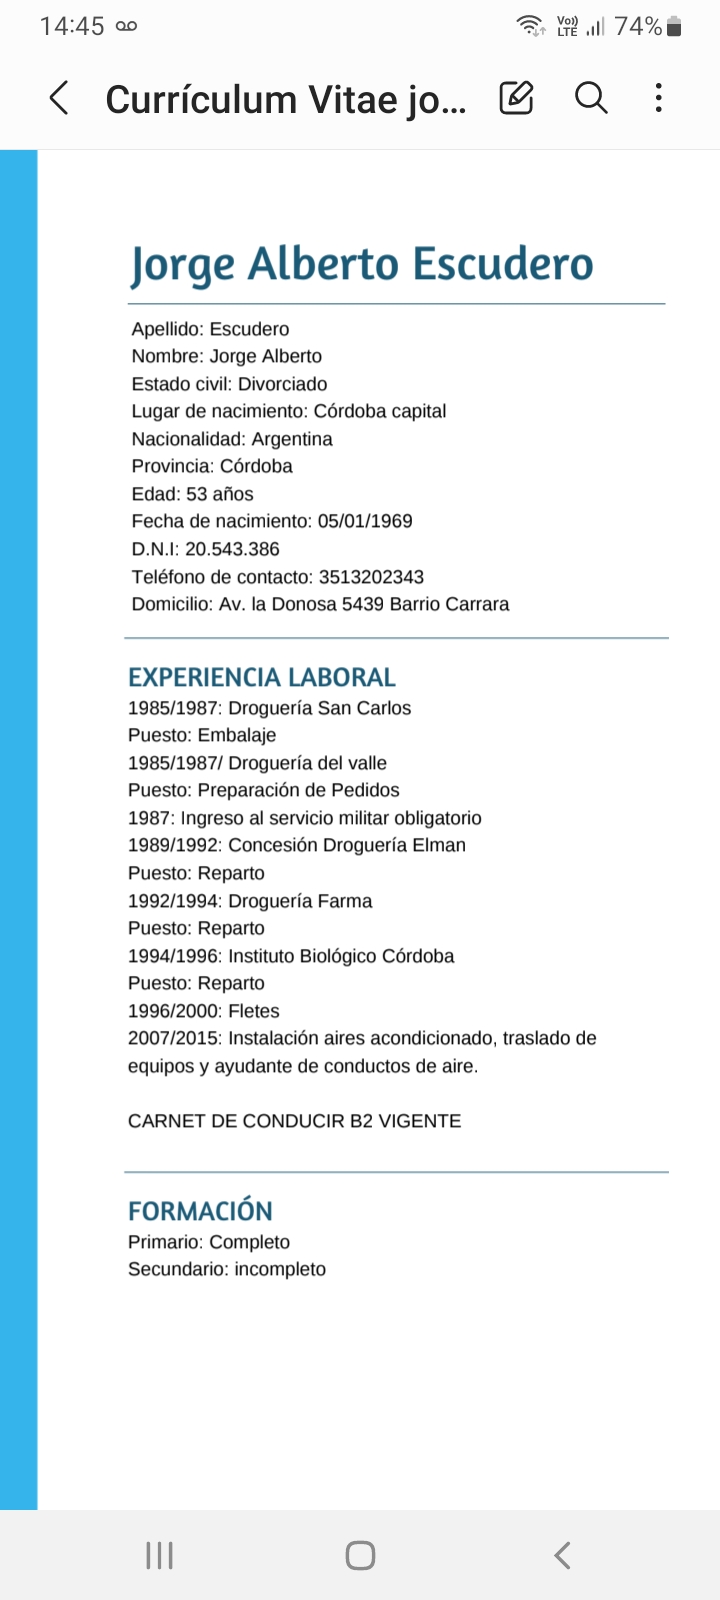 14:45
Vo))
LTE
74%
Currículum Vitae jo...
Jorge Alberto Escudero
Apellido: Escudero
Nombre: Jorge Alberto
Estado civil: Divorciado
Lugar de nacimiento: Córdoba capital
Nacionalidad: Argentina
Provincia: Córdoba
Edad: 53 años
Fecha de nacimiento: 05/01/1969
D.N.I: 20.543.386
Teléfono de contacto: 3513202343
Domicilio: Av. la Donosa 5439 Barrio Carrara
EXPERIENCIA LABORAL
1985/1987: Droguería San Carlos
Puesto: Embalaje
1985/1987/ Droguería del valle
Puesto: Preparación de Pedidos
1987: Ingreso al servicio militar obligatorio
1989/1992: Concesión Droguería Elman
Puesto: Reparto
1992/1994: Droguería Farma
Puesto: Reparto
1994/1996: Instituto Biológico Córdoba
Puesto: Reparto
1996/2000: Fletes
2007/2015: Instalación aires acondicionado, traslado de
equipos y ayudante de conductos de aire.
CARNET DE CONDUCIR B2 VIGENTE
FORMACIÓN
Primario: Completo
Secundario: incompleto